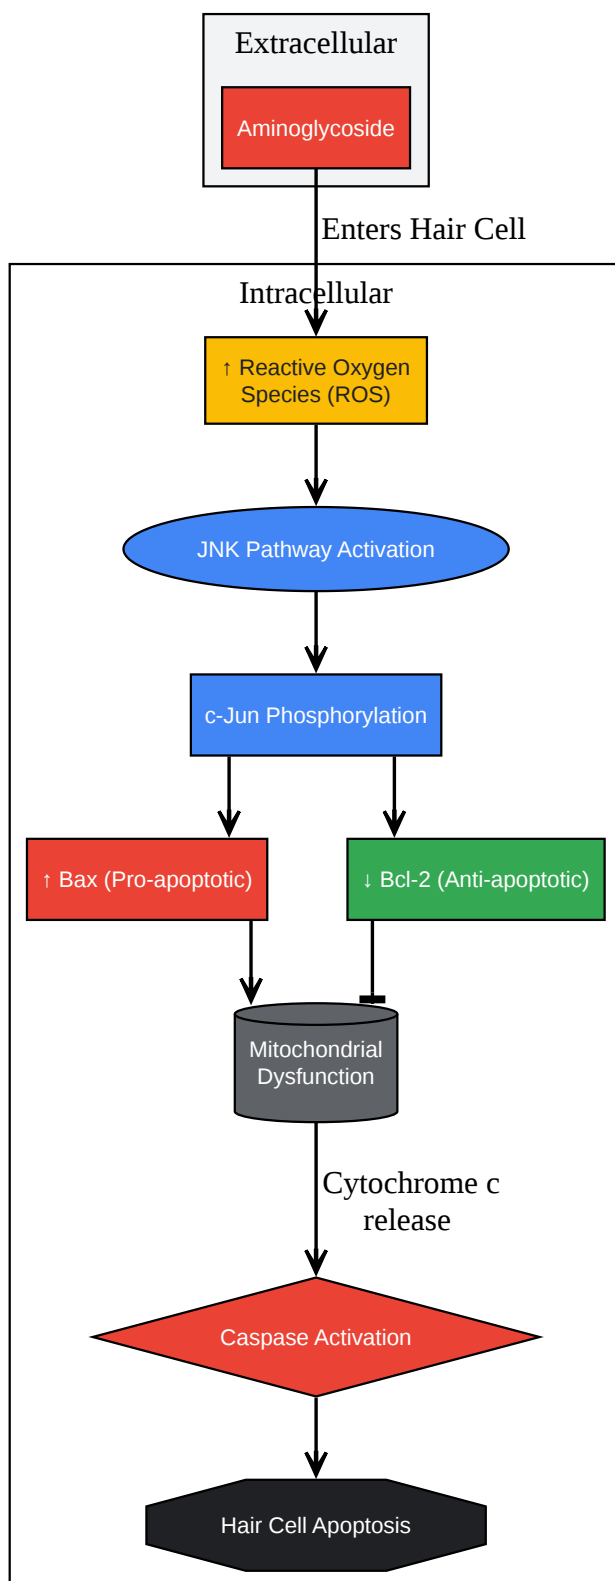 Extracellular
Aminoglycoside
Enters Hair Cell
Intracellular
↑ Reactive Oxygen
Species (ROS)
JNK Pathway Activation
c-Jun Phosphorylation
↑ Bax (Pro-apoptotic)
↓ Bcl-2 (Anti-apoptotic)
Mitochondrial
Dysfunction
Cytochrome c
release
Caspase Activation
Hair Cell Apoptosis